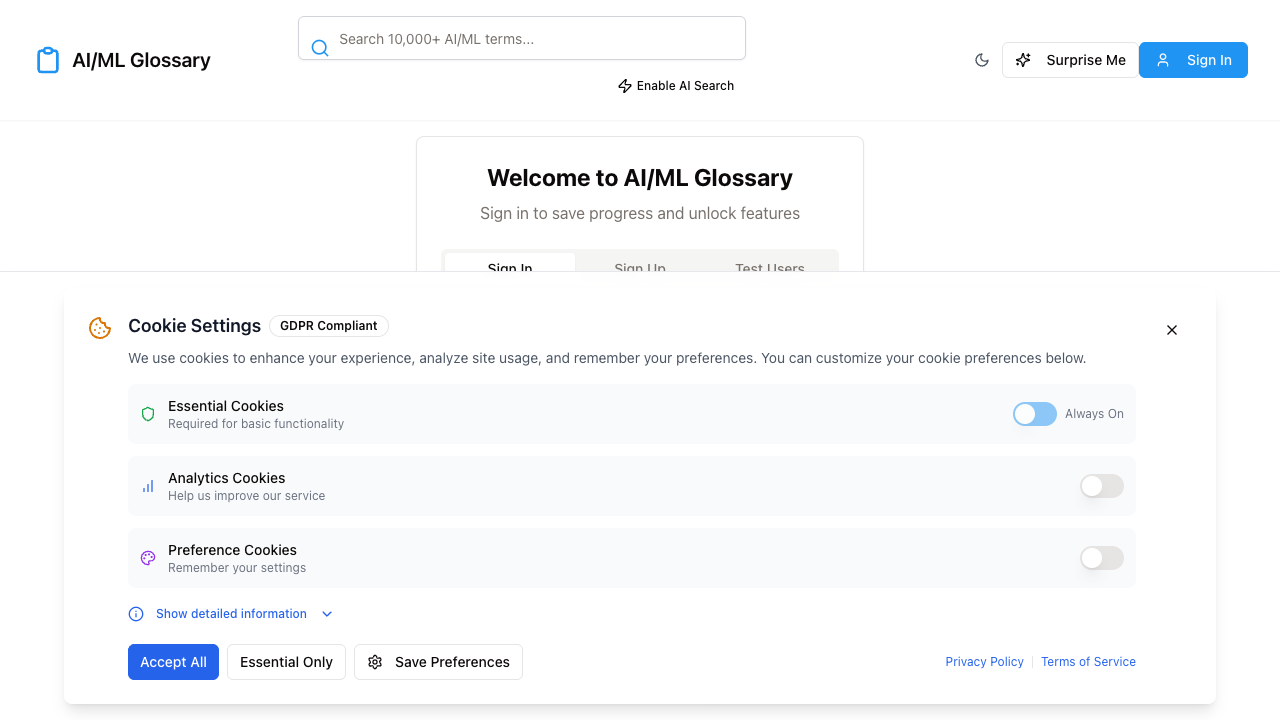 AI/ML Glossary
Search 10,000+ AI/ML terms...
Enable AI Search
Surprise Me
Sign In
Welcome to AI/ML Glossary
Sign in to save progress and unlock features
Sign In
Sign Up
Test Users
Cookie Settings
GDPR Compliant
We use cookies to enhance your experience, analyze site usage, and remember your preferences. You can customize your cookie preferences below.
Essential Cookies
Required for basic functionality
Always On
Analytics Cookies
Help us improve our service
Preference Cookies
Remember your settings
Show detailed information
Accept All
Essential Only
Save Preferences
Privacy Policy
Terms of Service